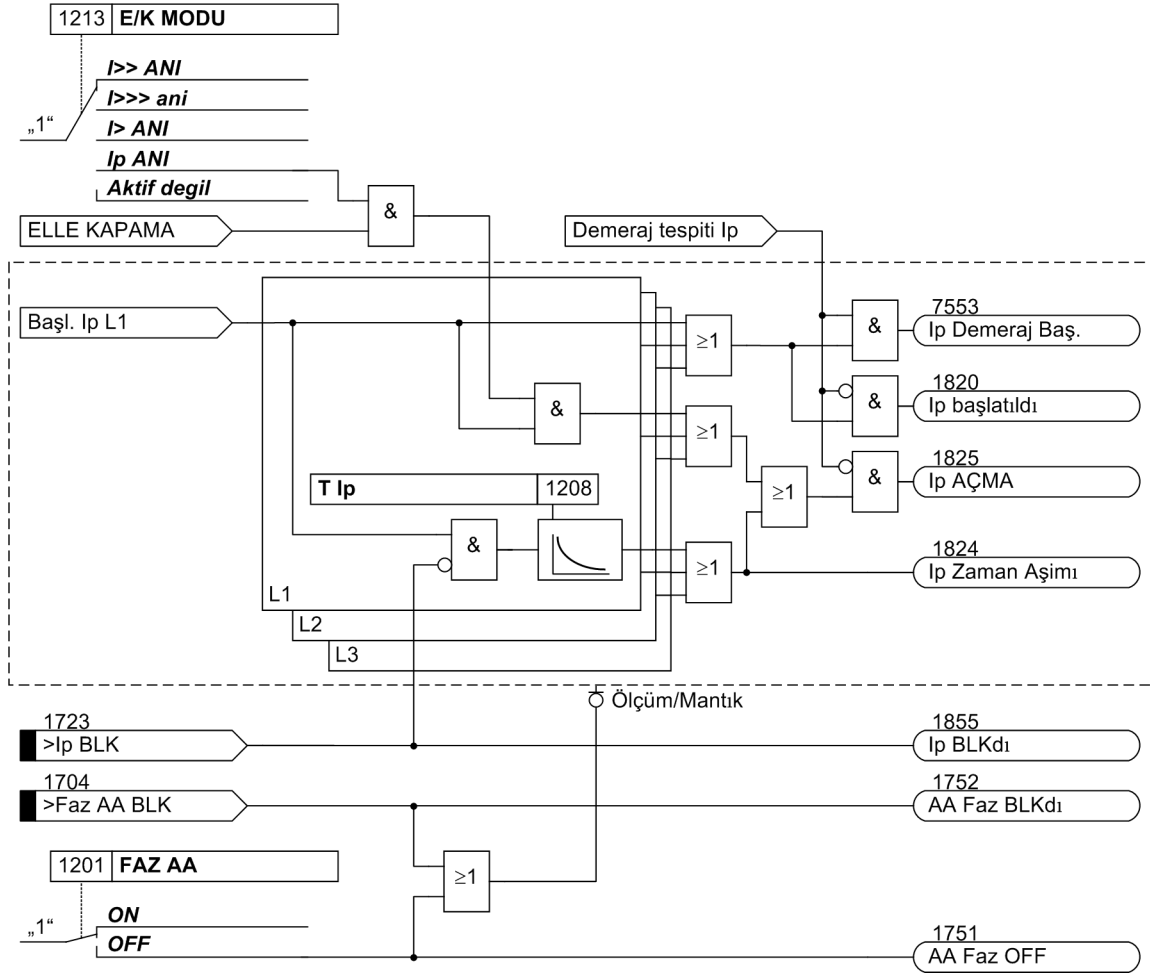 1213 E/K MODU
I>> ANI
I>>> ani
„1“
I> ANI
Ip ANI
Aktif degil
&
ELLE KAPAMA
Demeraj tespiti Ip
Başl. Ip L1
≥1
&
7553
Ip Demeraj Baş.
&
1820
Ip başlatıldı
&
≥1
T Ip 1208
≥1
&
1825
Ip AÇMA
&
≥1
1824
Ip Zaman Aşimı
L1
L2
L3
Ölçüm/Mantık
1723
>Ip BLK
1855
Ip BLKdı
1704
>Faz AA BLK
1752
AA Faz BLKdı
1201 FAZ AA
≥1
„1“
ON
OFF
1751
AA Faz OFF